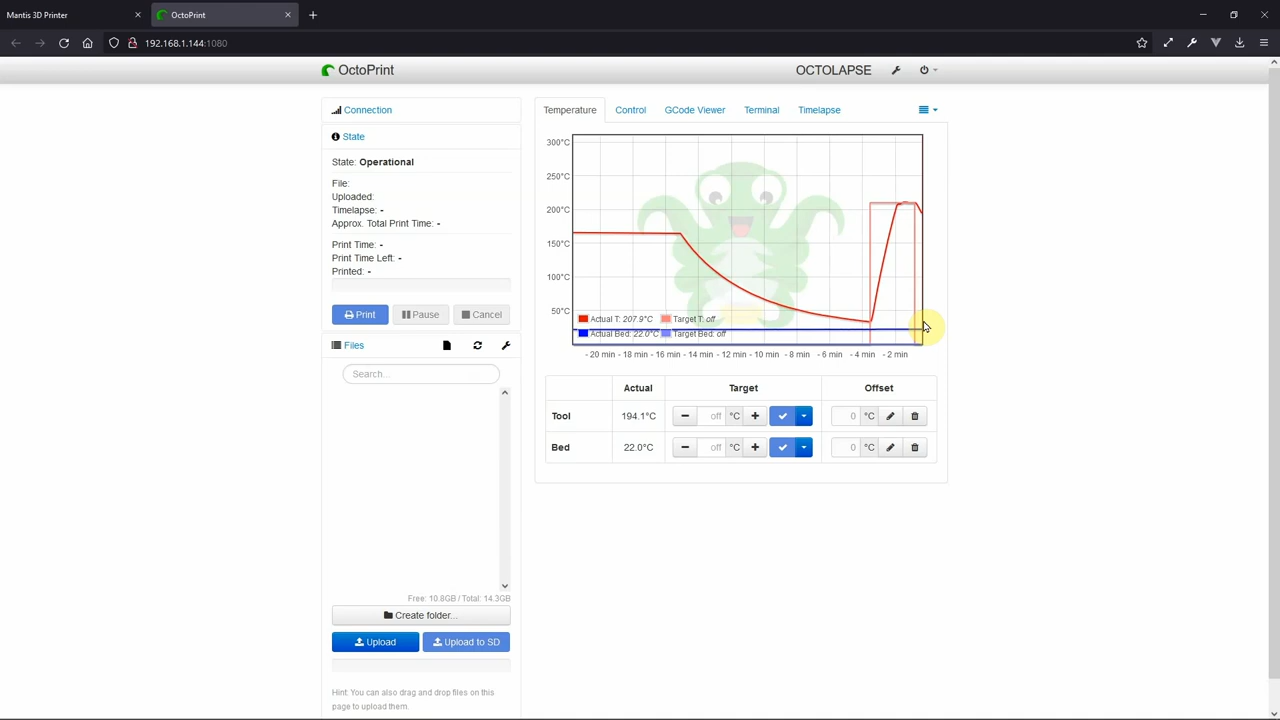 Mantis 3D Printer
OctoPrint
192.168.1.144:1080
OctoPrint
OCTOLAPSE
Connection
State
State: Operational
File:
Uploaded:
Timelapse: -
Approx. Total Print Time: -
Print Time: -
Print Time Left: -
Printed: -
Print
Pause
Cancel
Files
Search...
Free: 10.8GB / Total: 14.3GB
Create folder...
Upload
Upload to SD
Hint: You can also drag and drop files on this
page to upload them.
Temperature
Control
GCode Viewer
Terminal
Timelapse
300°C
250°C
200°C
150°C
100°C
50°C
Actual T: 207.9°C Target T: off
Actual Bed: 22.0°C Target Bed: off
- 20 min - 18 min - 16 min - 14 min - 12 min - 10 min - 8 min - 6 min - 4 min - 2 min
Actual Target Offset
Tool 194.1°C off °C 0 °C
Bed 22.0°C off °C 0 °C